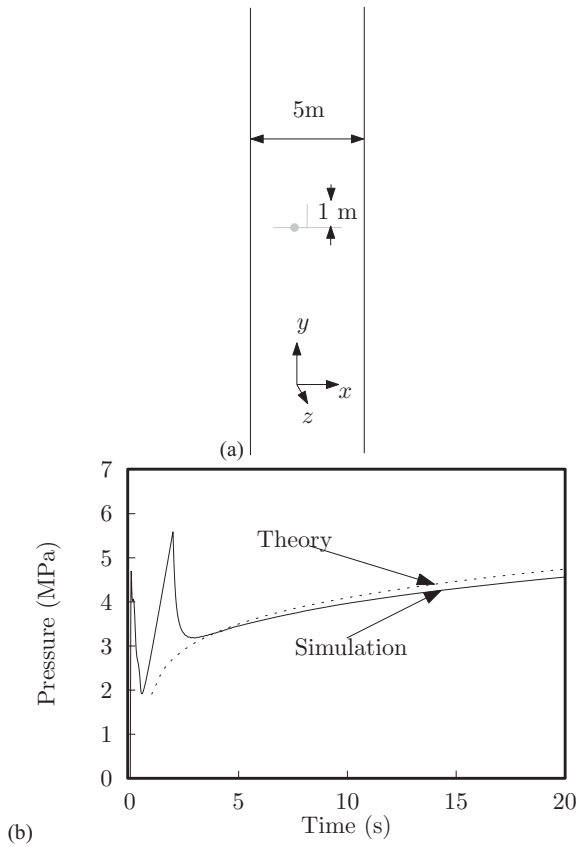 5m
1 m
y
x
z
(a)
7
6
5
4
3
2
1
0
Pressure (MPa)
Theory
Simulation
0 5 10 15 20
Time (s)
(b)